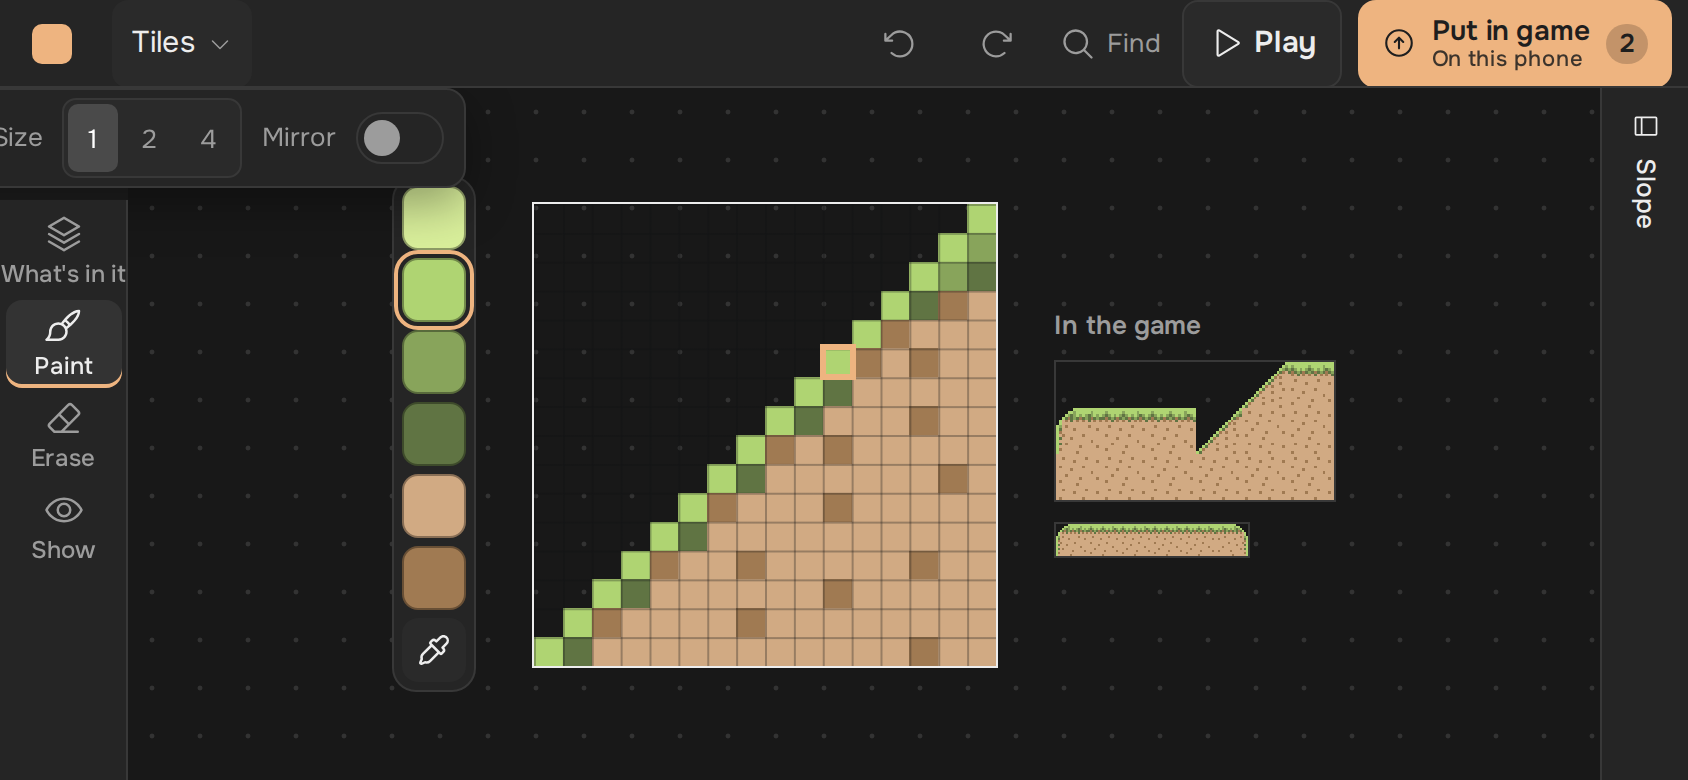 Tiles
Find
Play
Put in game
On this phone
2
Size
1
2
4
Mirror
What's in it
Paint
Erase
Show
In the game
Slope